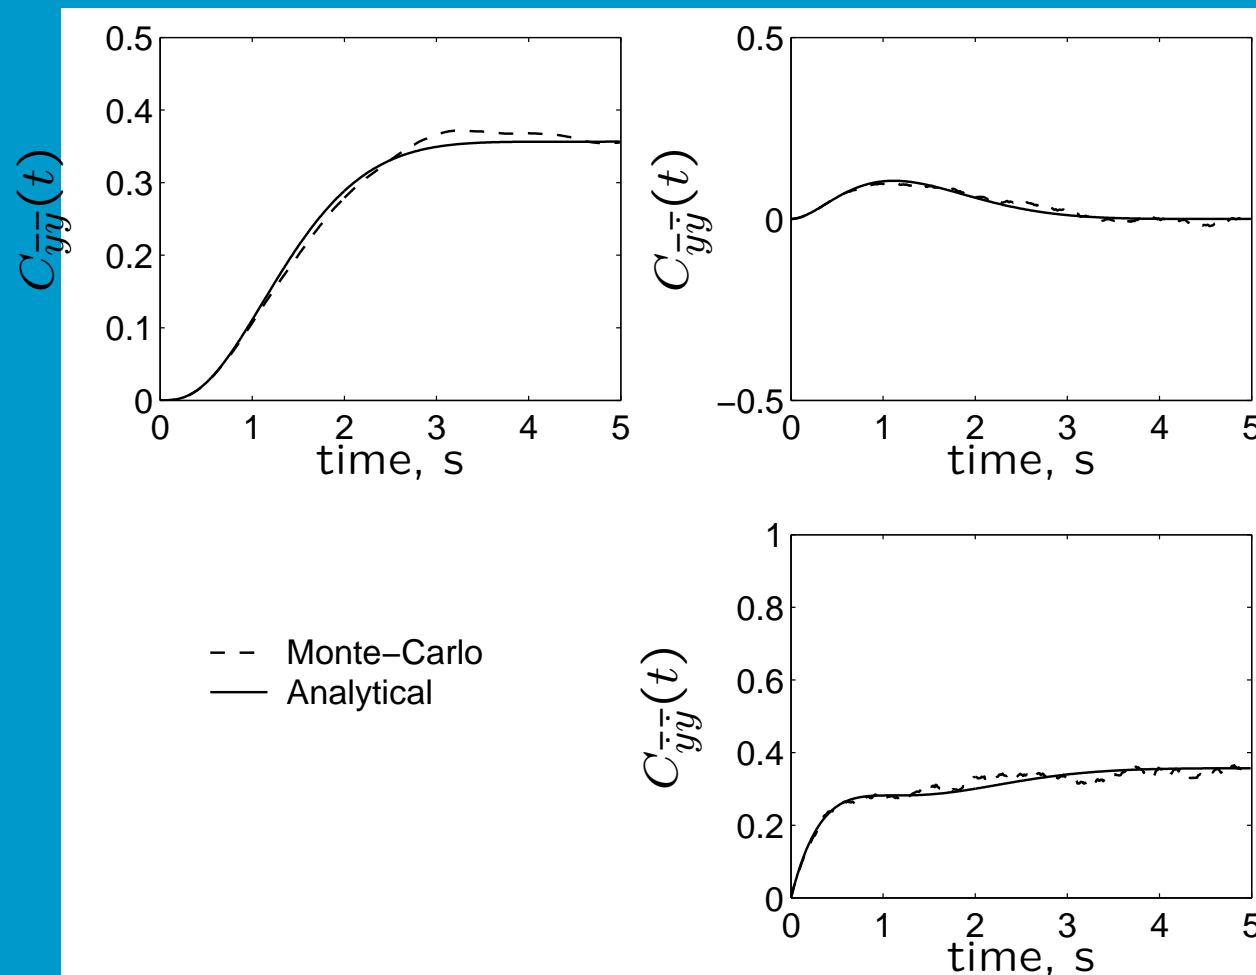 0.5
0.4
0.3
0.2
0.1
0
0 1 2 3 4 5
time, s
C_{\bar{y}\bar{y}}(t)
0.5
0
−0.5
0 1 2 3 4 5
time, s
C_{\bar{y}\bar{\dot{y}}}(t)
Monte−Carlo
Analytical
1
0.8
0.6
0.4
0.2
0
0 1 2 3 4 5
time, s
C_{\bar{\dot{y}}\bar{\dot{y}}}(t)